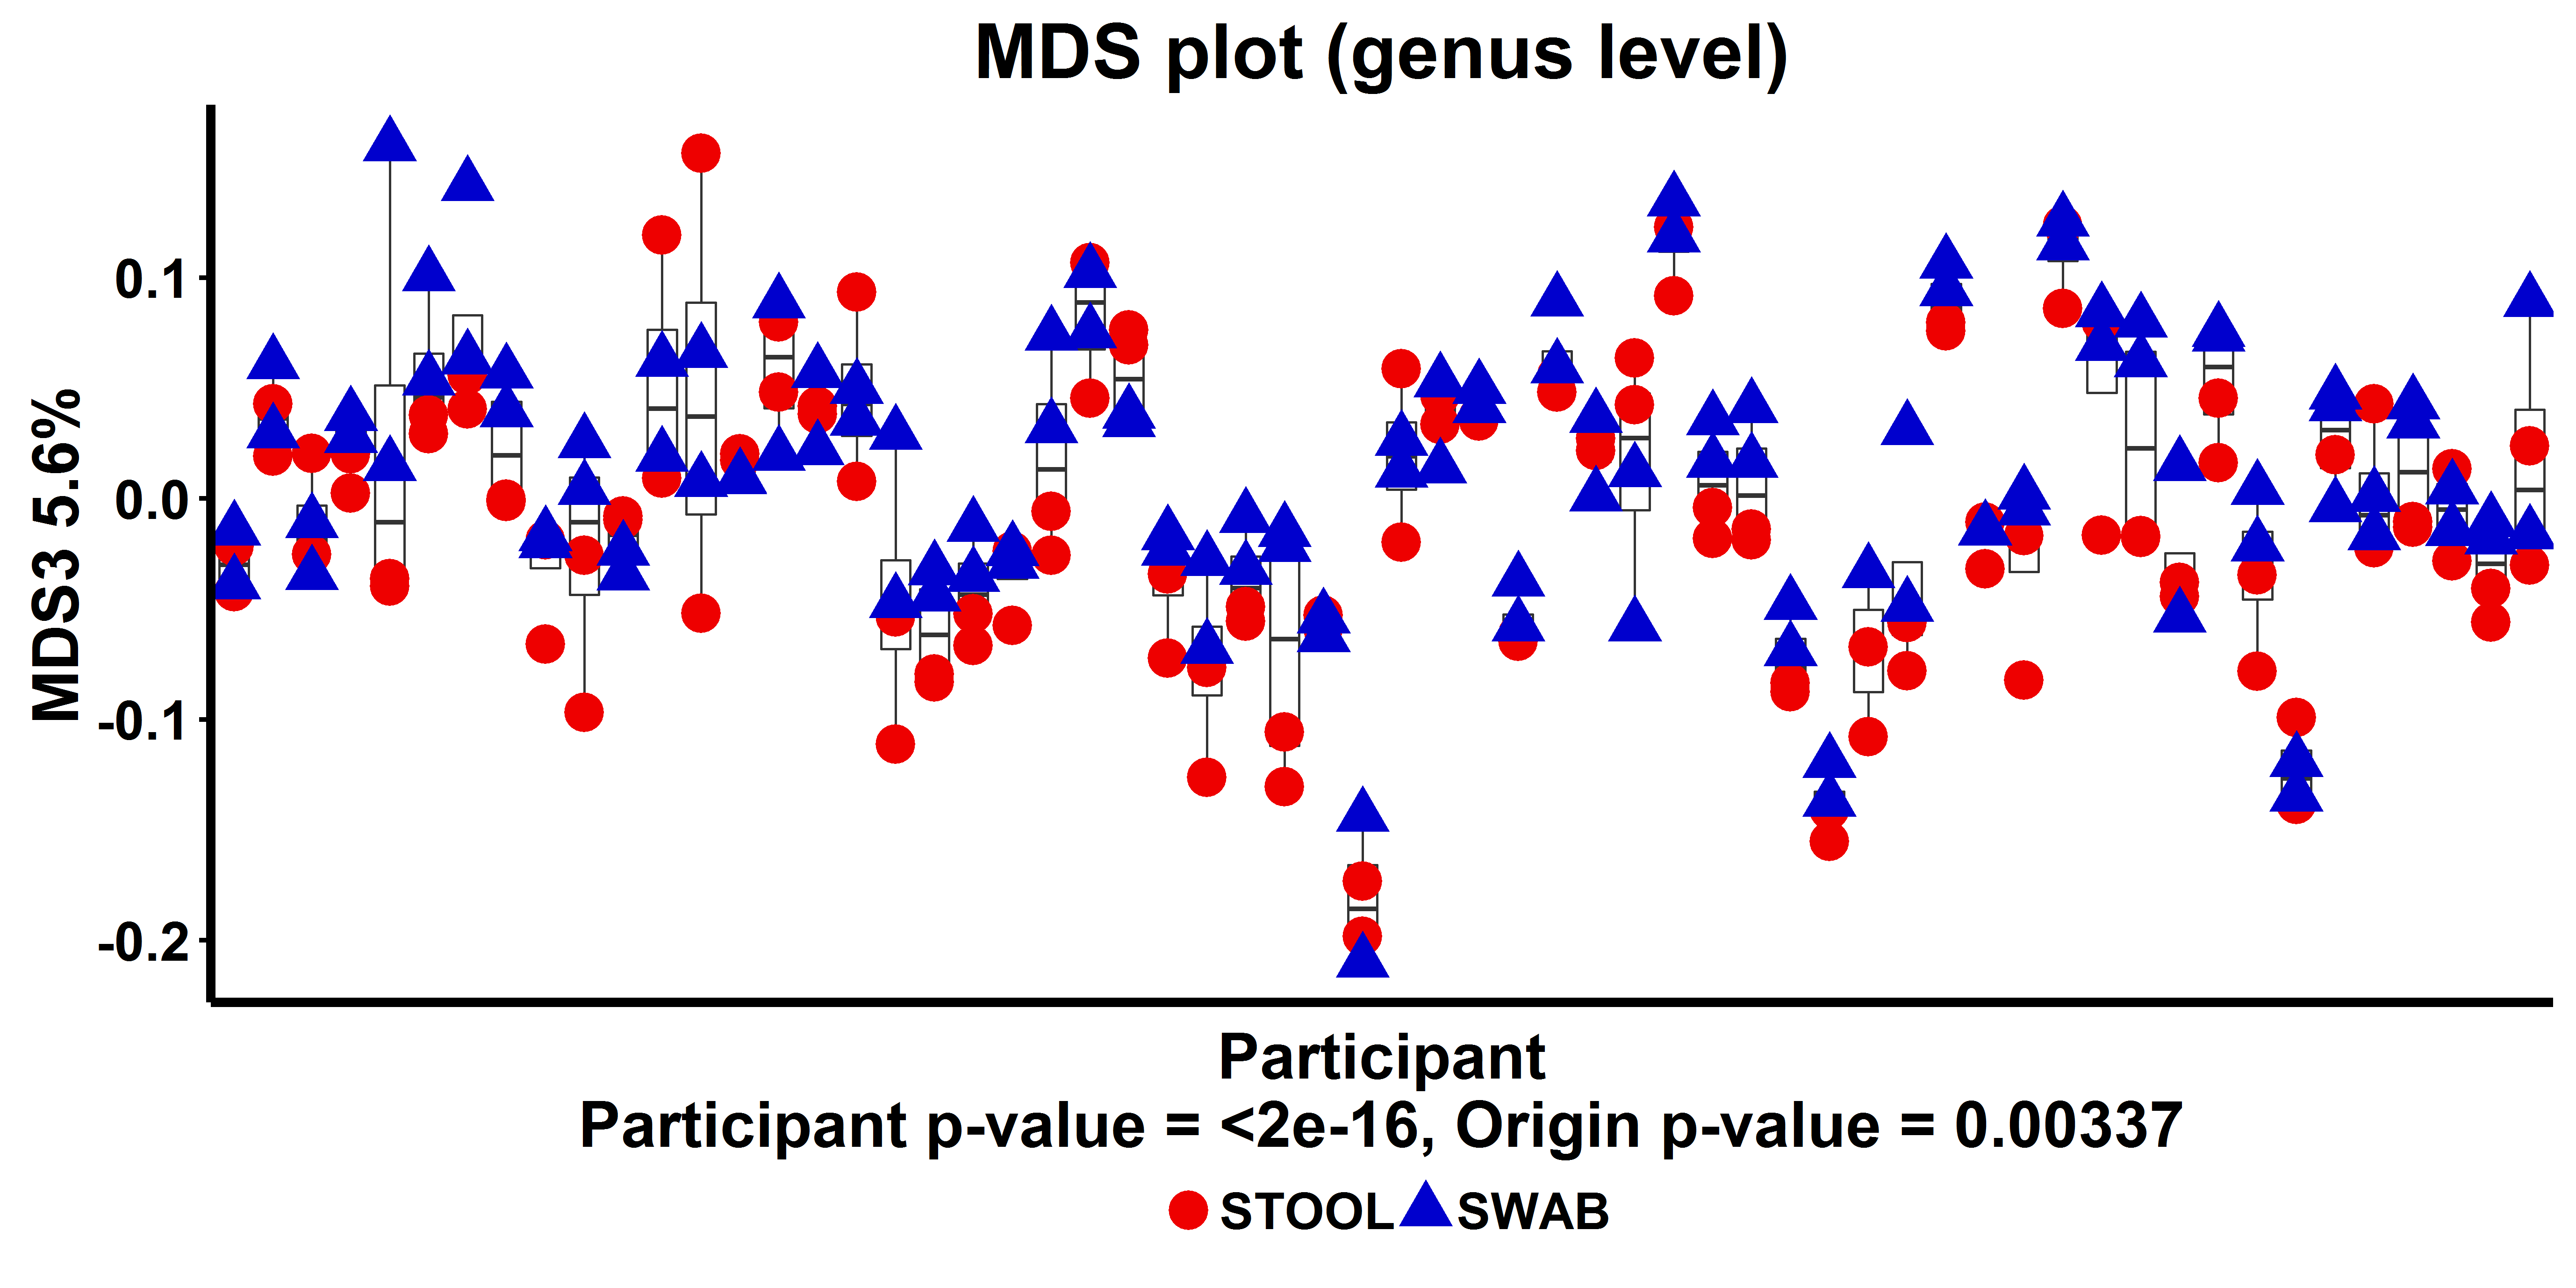 MDS plot (genus level)
MDS3 5.6%
0.1
0.0
-0.1
-0.2
Participant
Participant p-value = <2e-16, Origin p-value = 0.00337
STOOL SWAB